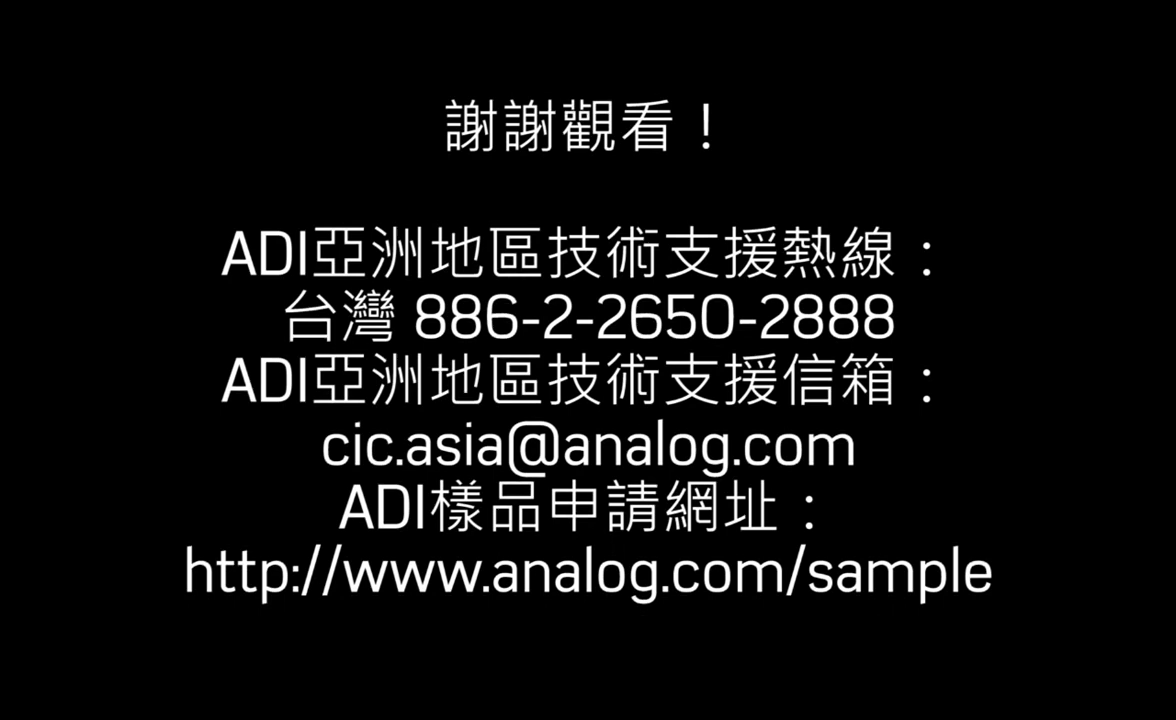 謝謝觀看！
ADI亞洲地區技術支援熱線：
台灣 886-2-2650-2888
ADI亞洲地區技術支援信箱：
cic.asia@analog.com
ADI樣品申請網址：
http://www.analog.com/sample